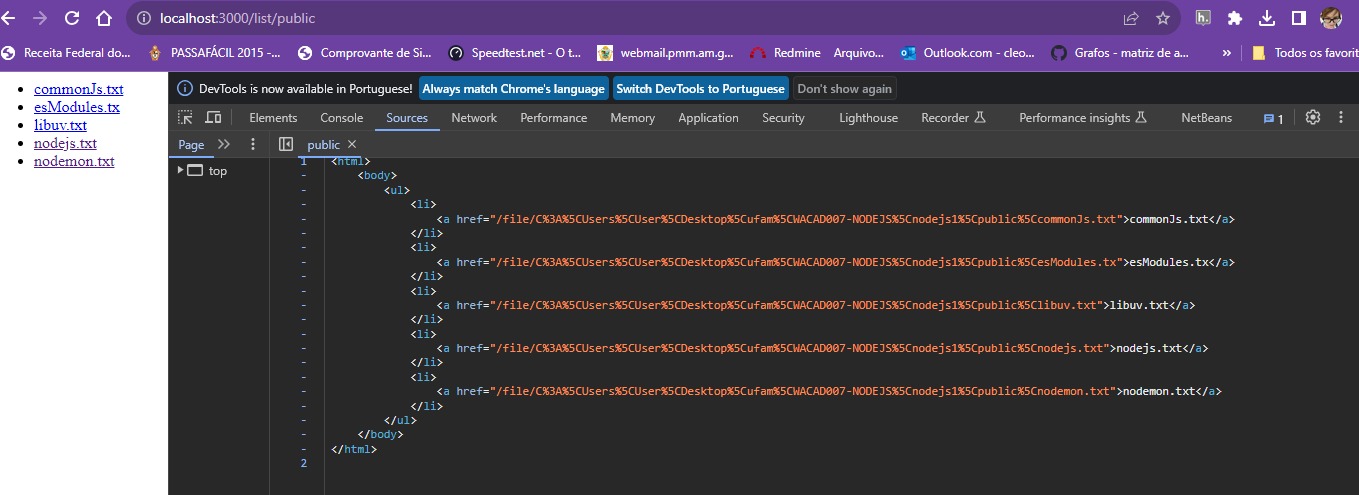 localhost:3000/list/public
Receita Federal do... PASSAFÁCIL 2015 -... Comprovante de Si... Speedtest.net - O t... webmail.pmm.am.g... Redmine Arquivo... Outlook.com - cleo... Grafos - matriz de a... » Todos os favorit
commonJs.txt
esModules.tx
libuv.txt
nodejs.txt
nodemon.txt
DevTools is now available in Portuguese! Always match Chrome's language Switch DevTools to Portuguese Don't show again
Elements Console Sources Network Performance Memory Application Security Lighthouse Recorder Performance insights NetBeans 1
Page public
top
1 <html>
- <body>
- <ul>
- <li>
- <a href="/file/C%3A%5CUsers%5CUser%5CDesktop%5Cufam%5CWACAD007-NODEJS%5Cnodejs1%5Cpublic%5CcommonJs.txt">commonJs.txt</a>
- </li>
- <li>
- <a href="/file/C%3A%5CUsers%5CUser%5CDesktop%5Cufam%5CWACAD007-NODEJS%5Cnodejs1%5Cpublic%5CesModules.tx">esModules.tx</a>
- </li>
- <li>
- <a href="/file/C%3A%5CUsers%5CUser%5CDesktop%5Cufam%5CWACAD007-NODEJS%5Cnodejs1%5Cpublic%5Clibuv.txt">libuv.txt</a>
- </li>
- <li>
- <a href="/file/C%3A%5CUsers%5CUser%5CDesktop%5Cufam%5CWACAD007-NODEJS%5Cnodejs1%5Cpublic%5Cnodejs.txt">nodejs.txt</a>
- </li>
- <li>
- <a href="/file/C%3A%5CUsers%5CUser%5CDesktop%5Cufam%5CWACAD007-NODEJS%5Cnodejs1%5Cpublic%5Cnodemon.txt">nodemon.txt</a>
- </li>
- </ul>
- </body>
- </html>
2